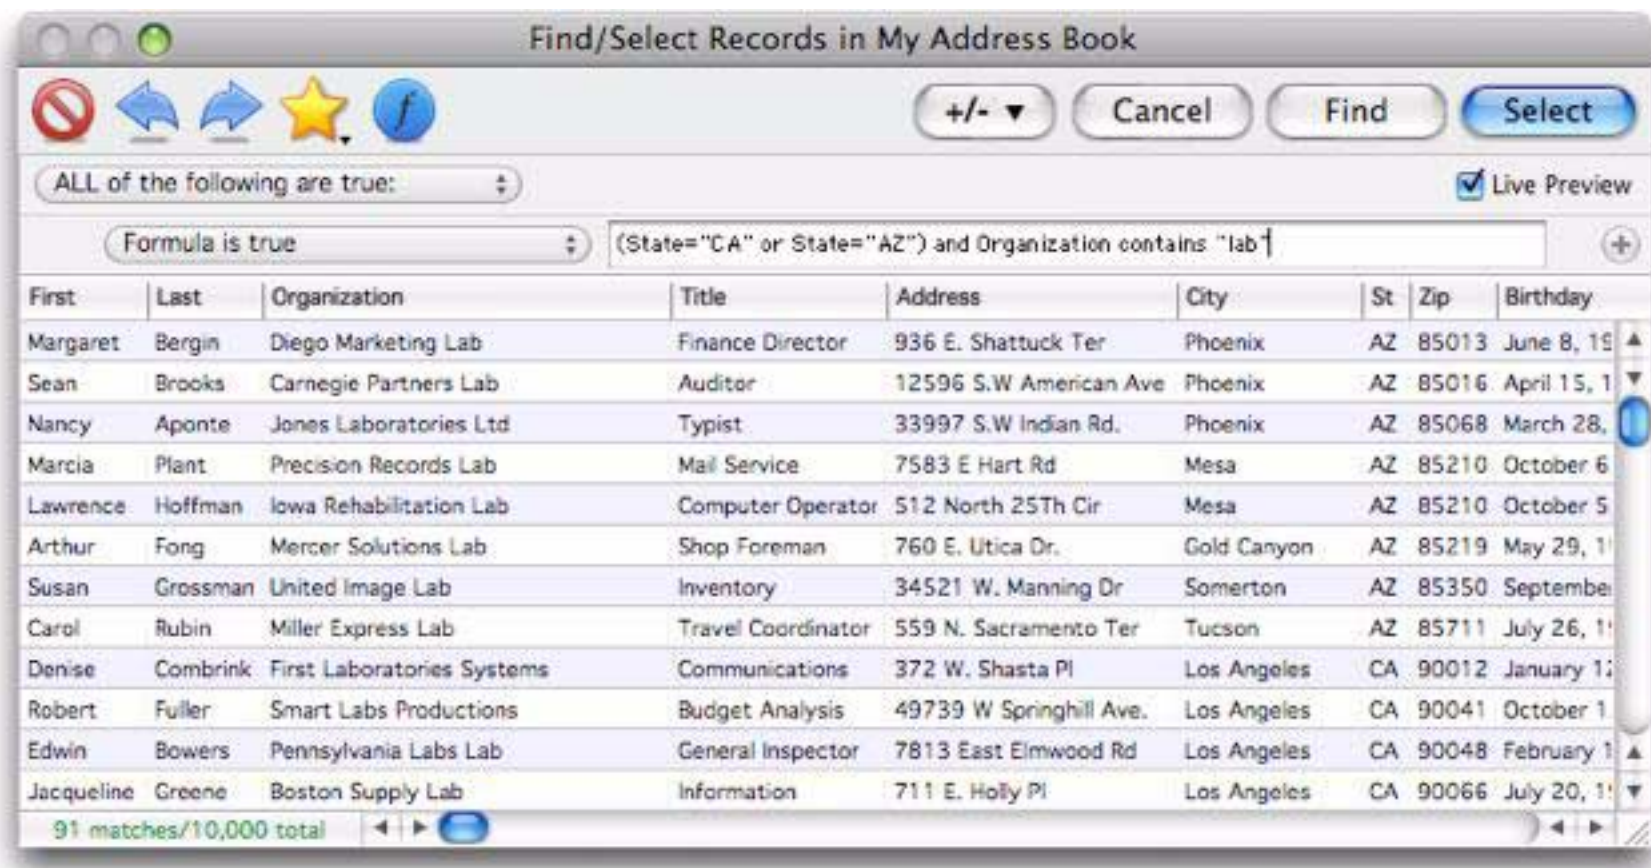 Find/Select Records in My Address Book
+/- ▼ Cancel Find Select
ALL of the following are true: Live Preview
Formula is true (State="CA" or State="AZ") and Organization contains "lab"
First Last Organization Title Address City St Zip Birthday
Margaret Bergin Diego Marketing Lab Finance Director 936 E. Shattuck Ter Phoenix AZ 85013 June 8, 19
Sean Brooks Carnegie Partners Lab Auditor 12596 S.W American Ave Phoenix AZ 85016 April 15, 1
Nancy Aponte Jones Laboratories Ltd Typist 33997 S.W Indian Rd. Phoenix AZ 85068 March 28,
Marcia Plant Precision Records Lab Mail Service 7583 E Hart Rd Mesa AZ 85210 October 6
Lawrence Hoffman Iowa Rehabilitation Lab Computer Operator 512 North 25Th Cir Mesa AZ 85210 October 5
Arthur Fong Mercer Solutions Lab Shop Foreman 760 E. Utica Dr. Gold Canyon AZ 85219 May 29, 1
Susan Grossman United Image Lab Inventory 34521 W. Manning Dr Somerton AZ 85350 September
Carol Rubin Miller Express Lab Travel Coordinator 559 N. Sacramento Ter Tucson AZ 85711 July 26, 1
Denise Combrink First Laboratories Systems Communications 372 W. Shasta Pl Los Angeles CA 90012 January 12
Robert Fuller Smart Labs Productions Budget Analysis 49739 W Springhill Ave. Los Angeles CA 90041 October 1
Edwin Bowers Pennsylvania Labs Lab General Inspector 7813 East Elmwood Rd Los Angeles CA 90048 February 1
Jacqueline Greene Boston Supply Lab Information 711 E. Holly Pl Los Angeles CA 90066 July 20, 1
91 matches/10,000 total